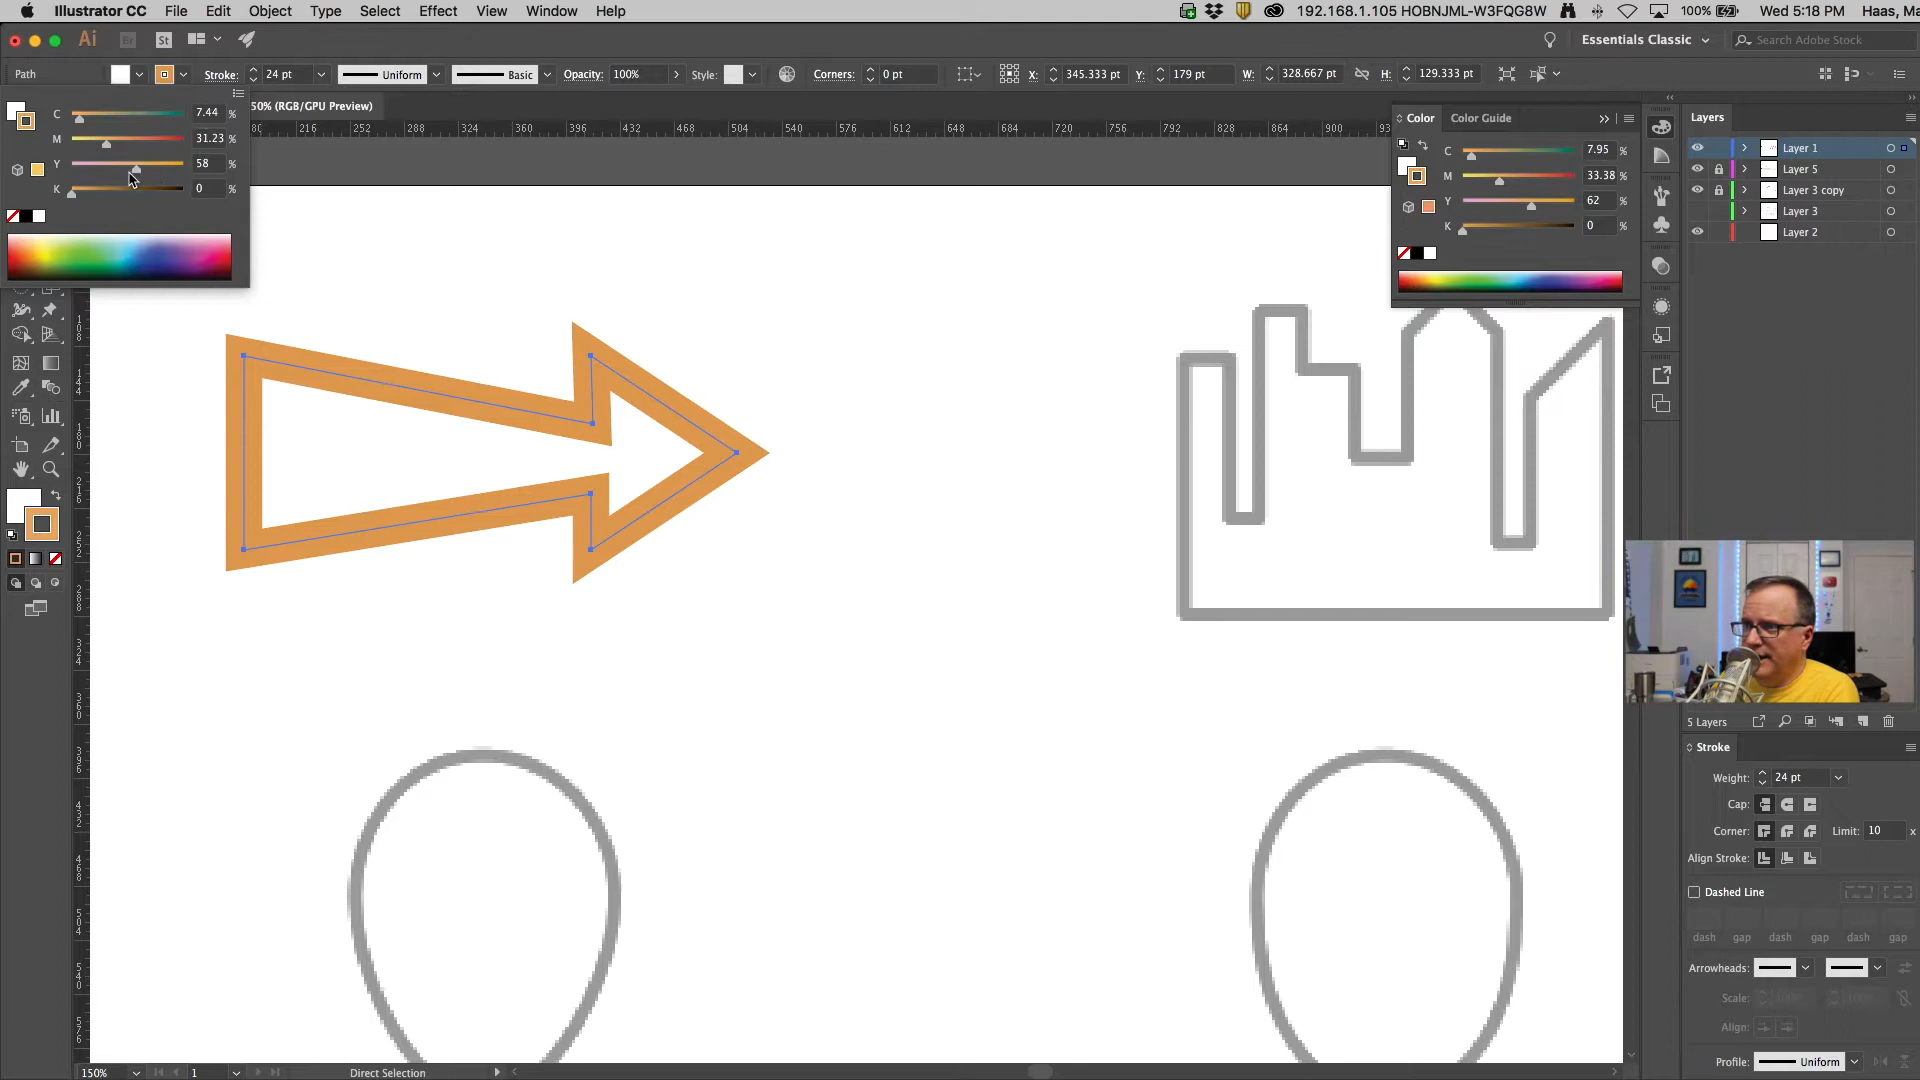 Illustrator CC File Edit Object Type Select Effect View Window Help 192.168.1.105 HOBNJML-W3FQG8W 100% Wed 5:18 PM Haas, Ma
Ai Br St Essentials Classic Search Adobe Stock
Path Stroke: 24 pt Uniform Basic Opacity: 100% Style: Corners: 0 pt X: 345.333 pt Y: 179 pt W: 328.667 pt H: 129.333 pt
50% (RGB/GPU Preview)
216 252 288 324 360 396 432 468 504 540 576 612 648 684 720 756 792 828 864 900
C 7.44 %
M 31.23 %
Y 58 %
K 0 %
Color Color Guide
C 7.95 %
M 33.38 %
Y 62 %
K 0 %
Layers
Layer 1
Layer 5
Layer 3 copy
Layer 3
Layer 2
5 Layers
Stroke
Weight: 24 pt
Cap:
Corner: Limit: 10 x
Align Stroke:
Dashed Line
dash gap dash gap dash gap
Arrowheads:
Scale: 100% 100%
Align:
Profile: Uniform
150% 1 Direct Selection